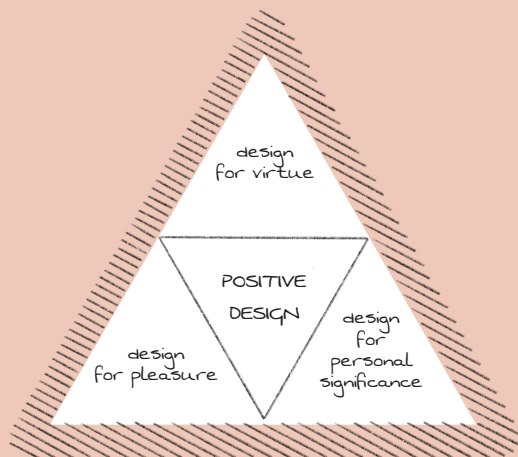 design
for virtue
POSITIVE
DESIGN
design
for pleasure
design
for
personal
significance